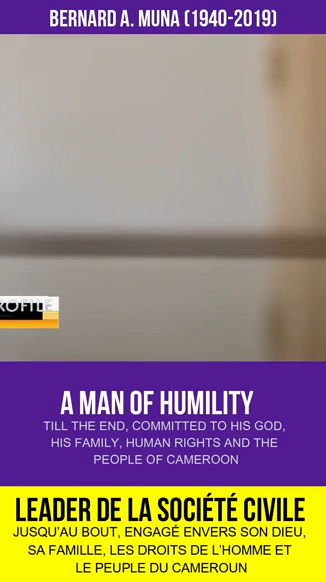 BERNARD A. MUNA (1940-2019)
A MAN OF HUMILITY
TILL THE END, COMMITTED TO HIS GOD,
HIS FAMILY, HUMAN RIGHTS AND THE
PEOPLE OF CAMEROON
LEADER DE LA SOCIÉTÉ CIVILE
JUSQU'AU BOUT, ENGAGÉ ENVERS SON DIEU,
SA FAMILLE, LES DROITS DE L'HOMME ET
LE PEUPLE DU CAMEROUN